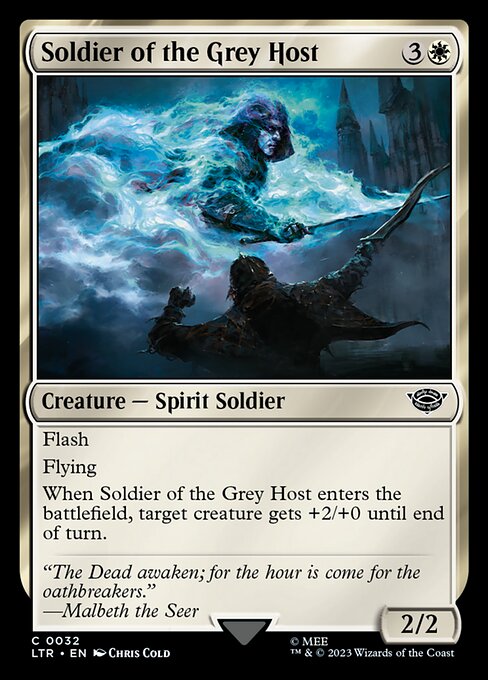 Soldier of the Grey Host 3
Creature — Spirit Soldier
Flash
Flying
When Soldier of the Grey Host enters the
battlefield, target creature gets +2/+0 until end
of turn.
“The Dead awaken; for the hour is come for the
oathbreakers.”
—Malbeth the Seer
2/2
C 0032
LTR • EN Chris Cold
© MEE
™ & © 2023 Wizards of the Coast